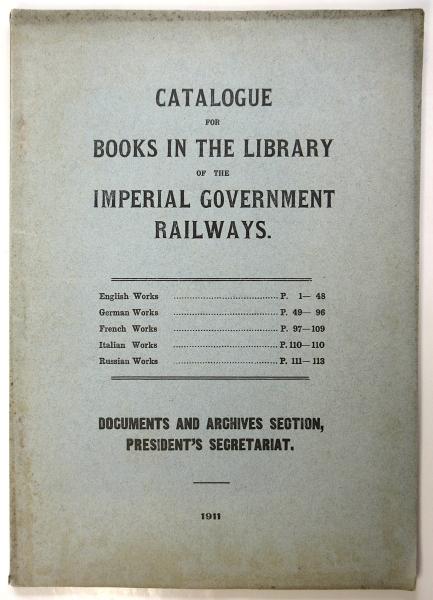 CATALOGUE
FOR
BOOKS IN THE LIBRARY
OF THE
IMPERIAL GOVERNMENT
RAILWAYS.
English Works ........................................ P. 1— 48
German Works ........................................ P. 49— 96
French Works ........................................ P. 97—109
Italian Works ........................................ P. 110—110
Russian Works ........................................ P. 111—113
DOCUMENTS AND ARCHIVES SECTION,
PRESIDENT'S SECRETARIAT.
1911